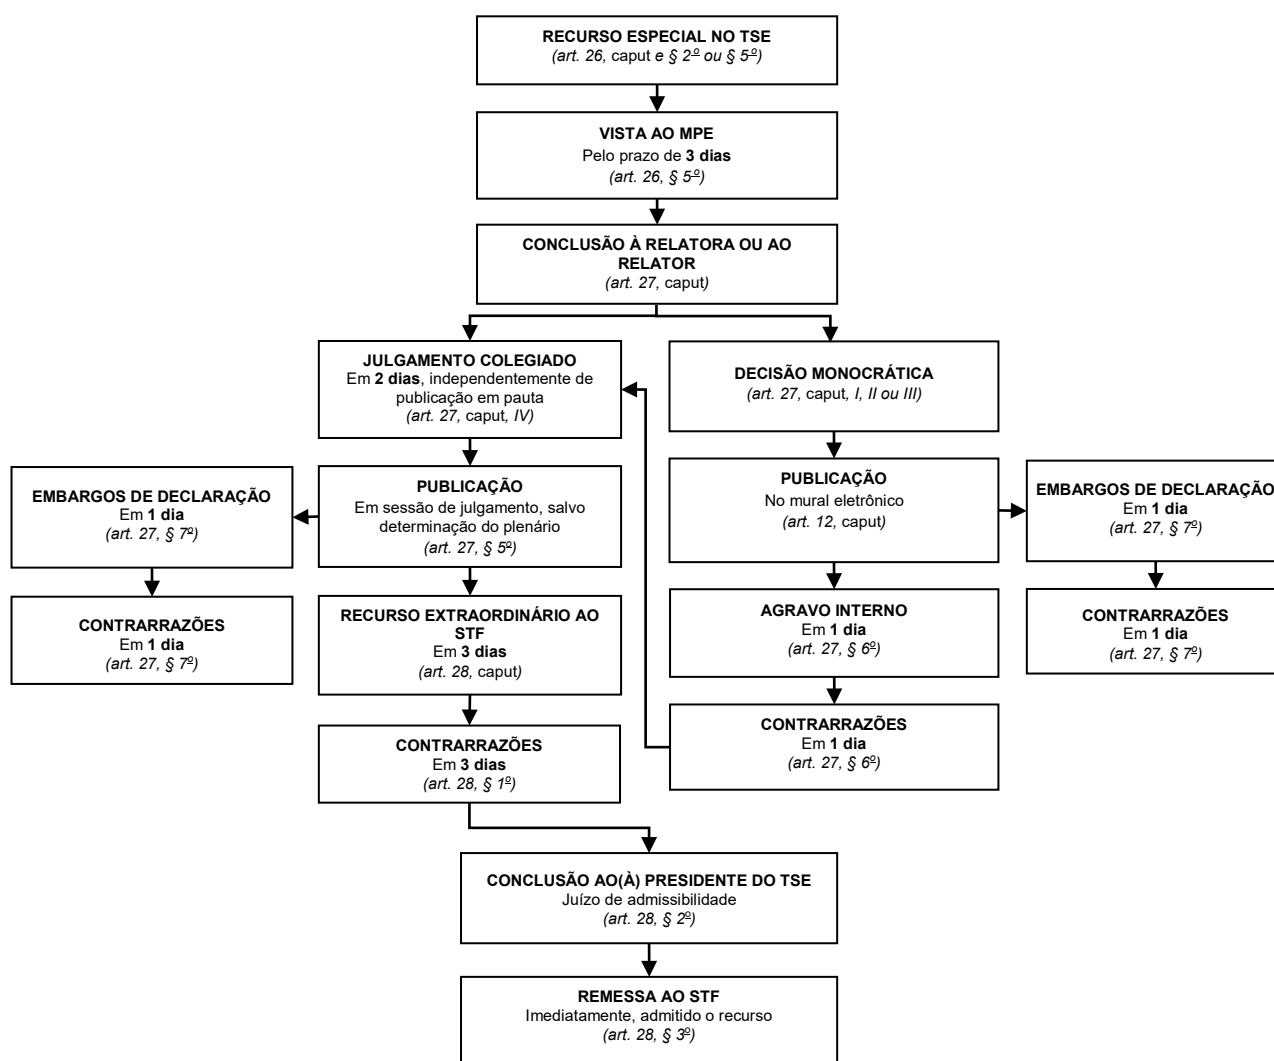 RECURSO ESPECIAL NO TSE
(art. 26, caput e § 2º ou § 5º)
VISTA AO MPE
Pelo prazo de 3 dias
(art. 26, § 5º)
CONCLUSÃO À RELATORA OU AO
RELATOR
(art. 27, caput)
JULGAMENTO COLEGIADO
Em 2 dias, independentemente de
publicação em pauta
(art. 27, caput, IV)
DECISÃO MONOCRÁTICA
(art. 27, caput, I, II ou III)
EMBARGOS DE DECLARAÇÃO
Em 1 dia
(art. 27, § 7º)
PUBLICAÇÃO
Em sessão de julgamento, salvo
determinação do plenário
(art. 27, § 5º)
PUBLICAÇÃO
No mural eletrônico
(art. 12, caput)
EMBARGOS DE DECLARAÇÃO
Em 1 dia
(art. 27, § 7º)
CONTRARRAZÕES
Em 1 dia
(art. 27, § 7º)
RECURSO EXTRAORDINÁRIO AO
STF
Em 3 dias
(art. 28, caput)
AGRAVO INTERNO
Em 1 dia
(art. 27, § 6º)
CONTRARRAZÕES
Em 1 dia
(art. 27, § 7º)
CONTRARRAZÕES
Em 3 dias
(art. 28, § 1º)
CONTRARRAZÕES
Em 1 dia
(art. 27, § 6º)
CONCLUSÃO AO(À) PRESIDENTE DO TSE
Juízo de admissibilidade
(art. 28, § 2º)
REMESSA AO STF
Imediatamente, admitido o recurso
(art. 28, § 3º)